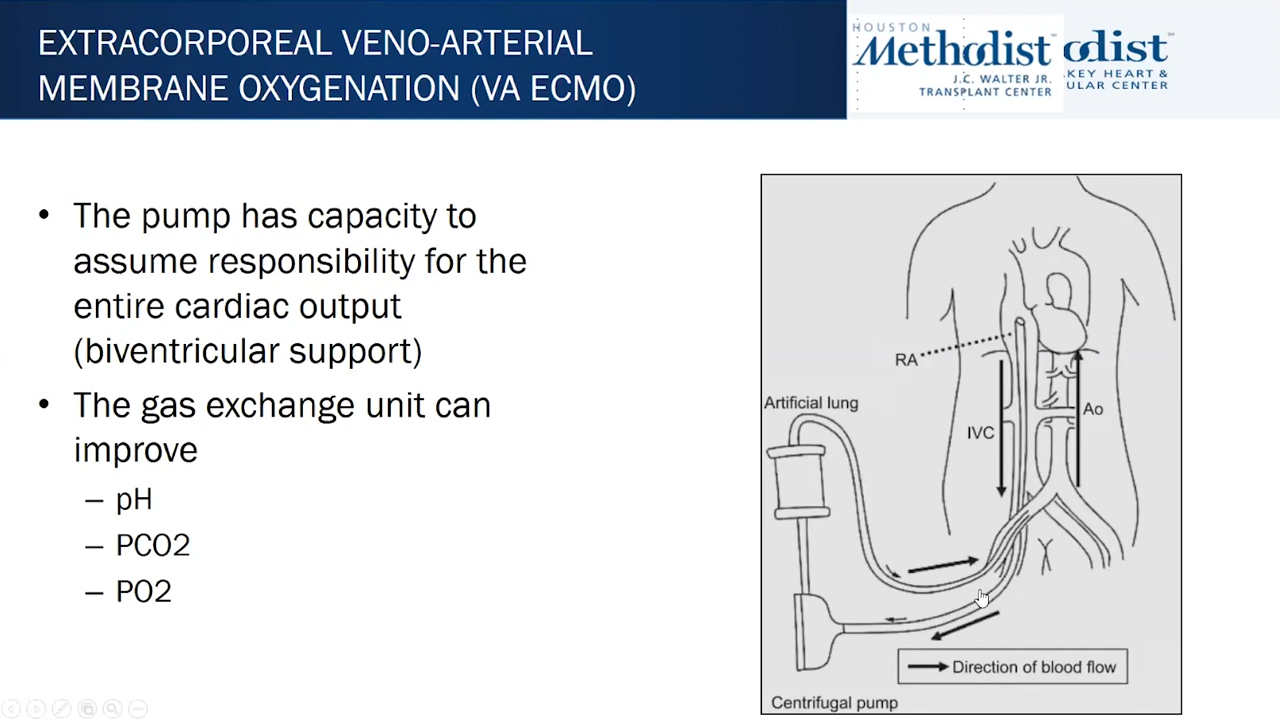 EXTRACORPOREAL VENO-ARTERIAL
MEMBRANE OXYGENATION (VA ECMO)
HOUSTON
Methodist
J.C. WALTER JR.
TRANSPLANT CENTER
odist
KEY HEART &
ULAR CENTER
• The pump has capacity to
assume responsibility for the
entire cardiac output
(biventricular support)
• The gas exchange unit can
improve
– pH
– PCO2
– PO2
RA
Artificial lung
IVC
Ao
Direction of blood flow
Centrifugal pump